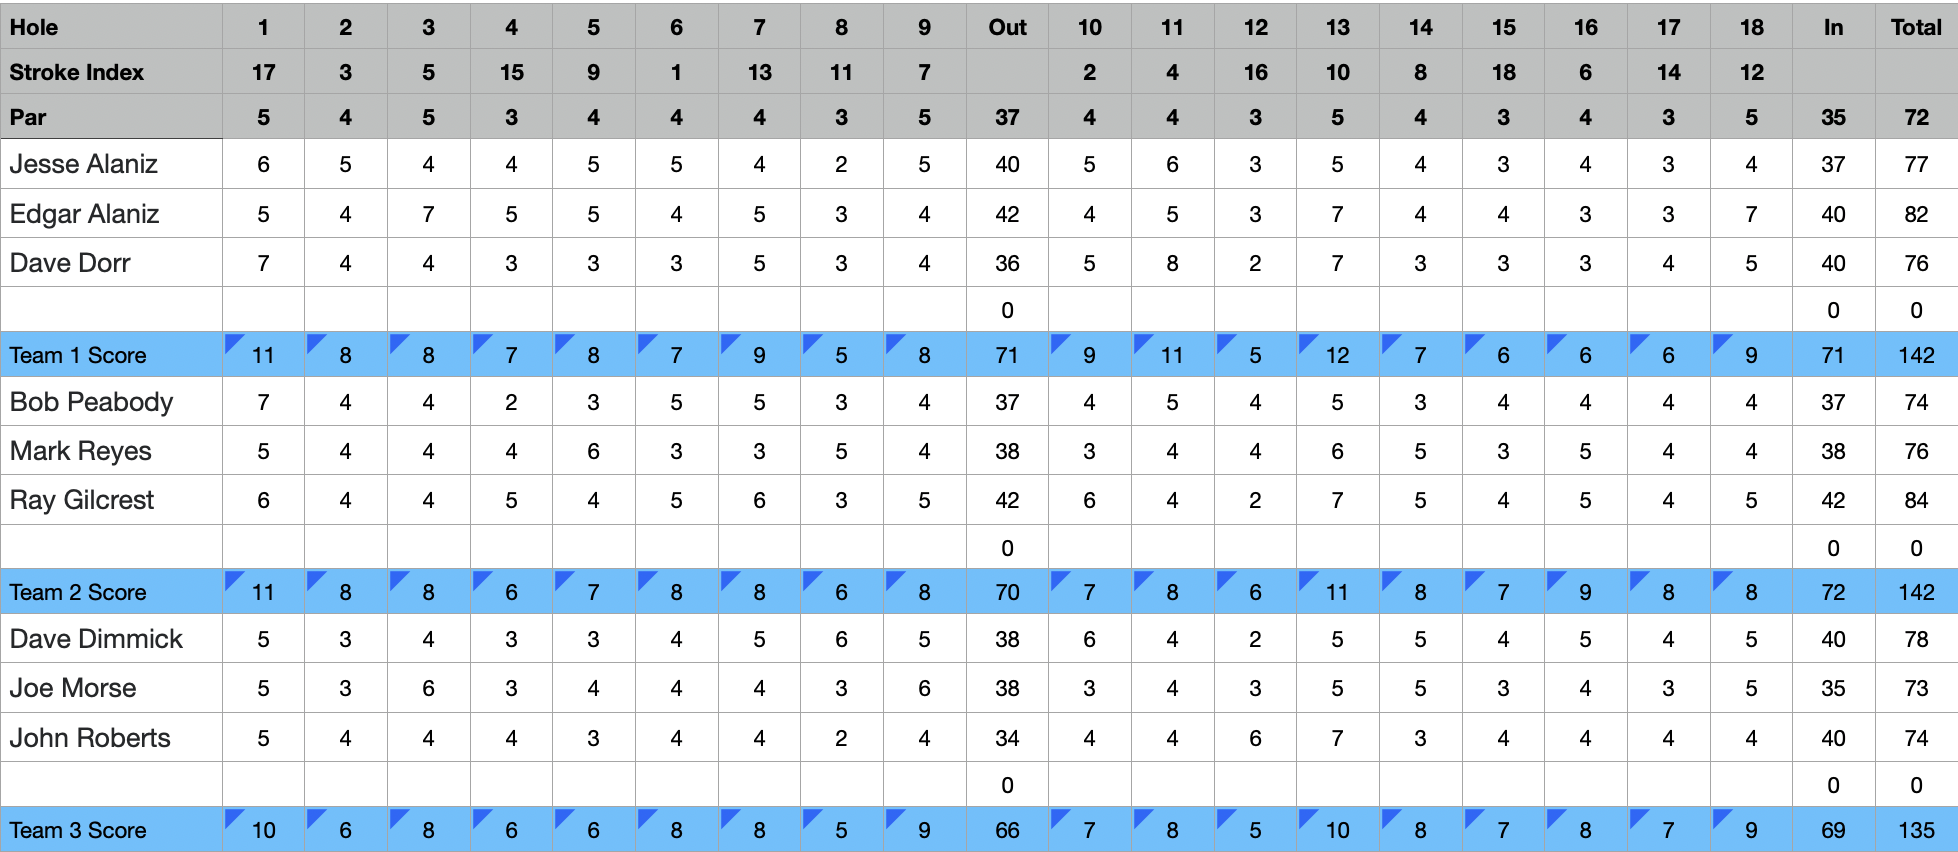 Hole 1 2 3 4 5 6 7 8 9 Out 10 11 12 13 14 15 16 17 18 In Total
Stroke Index 17 3 5 15 9 1 13 11 7 2 4 16 10 8 18 6 14 12
Par 5 4 5 3 4 4 4 3 5 37 4 4 3 5 4 3 4 3 5 35 72
Jesse Alaniz 6 5 4 4 5 5 4 2 5 40 5 6 3 5 4 3 4 3 4 37 77
Edgar Alaniz 5 4 7 5 5 4 5 3 4 42 4 5 3 7 4 4 3 3 7 40 82
Dave Dorr 7 4 4 3 3 3 5 3 4 36 5 8 2 7 3 3 3 4 5 40 76
0 0 0
Team 1 Score 11 8 8 7 8 7 9 5 8 71 9 11 5 12 7 6 6 6 9 71 142
Bob Peabody 7 4 4 2 3 5 5 3 4 37 4 5 4 5 3 4 4 4 4 37 74
Mark Reyes 5 4 4 4 6 3 3 5 4 38 3 4 4 6 5 3 5 4 4 38 76
Ray Gilcrest 6 4 4 5 4 5 6 3 5 42 6 4 2 7 5 4 5 4 5 42 84
0 0 0
Team 2 Score 11 8 8 6 7 8 8 6 8 70 7 8 6 11 8 7 9 8 8 72 142
Dave Dimmick 5 3 4 3 3 4 5 6 5 38 6 4 2 5 5 4 5 4 5 40 78
Joe Morse 5 3 6 3 4 4 4 3 6 38 3 4 3 5 5 3 4 3 5 35 73
John Roberts 5 4 4 4 3 4 4 2 4 34 4 4 6 7 3 4 4 4 4 40 74
0 0 0
Team 3 Score 10 6 8 6 6 8 8 5 9 66 7 8 5 10 8 7 8 7 9 69 135